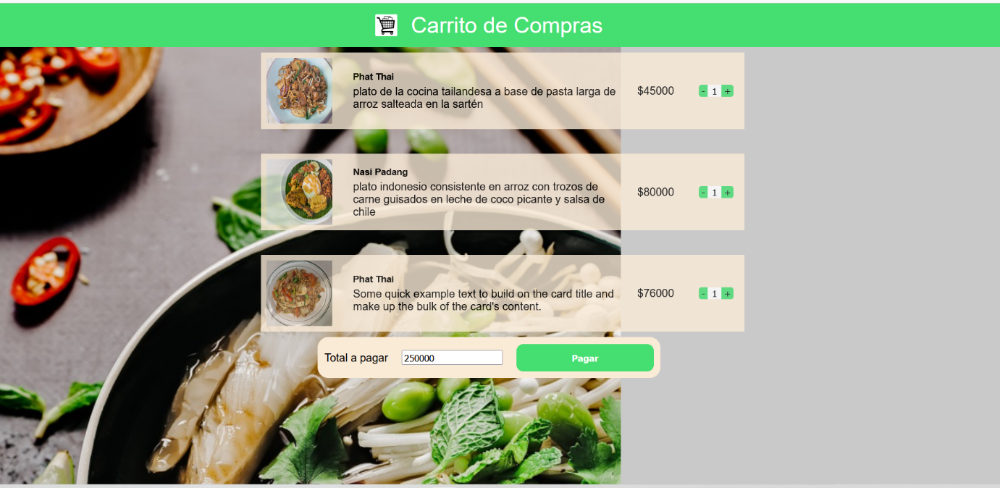 Carrito de Compras
Phat Thai
plato de la cocina tailandesa a base de pasta larga de
arroz salteada en la sartén
$45000
- 1 +
Nasi Padang
plato indonesio consistente en arroz con trozos de
carne guisados en leche de coco picante y salsa de
chile
$80000
- 1 +
Phat Thai
Some quick example text to build on the card title and
make up the bulk of the card's content.
$76000
- 1 +
Total a pagar 250000 Pagar